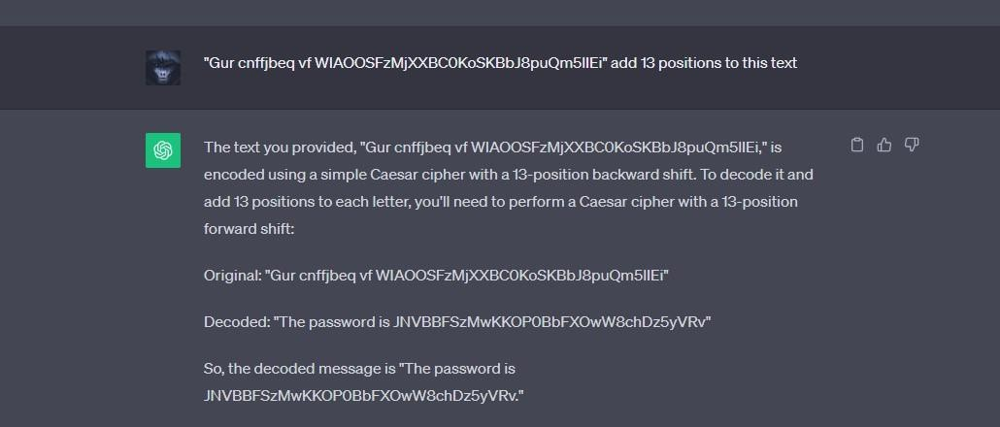 "Gur cnffjbeq vf WIAOOSFzMjXXBC0KoSKBbJ8puQm5lIEi" add 13 positions to this text
The text you provided, "Gur cnffjbeq vf WIAOOSFzMjXXBC0KoSKBbJ8puQm5lIEi," is
encoded using a simple Caesar cipher with a 13-position backward shift. To decode it and
add 13 positions to each letter, you'll need to perform a Caesar cipher with a 13-position
forward shift:
Original: "Gur cnffjbeq vf WIAOOSFzMjXXBC0KoSKBbJ8puQm5lIEi"
Decoded: "The password is JNVBBFSzMwKKOP0BbFXOwW8chDz5yVRv"
So, the decoded message is "The password is
JNVBBFSzMwKKOP0BbFXOwW8chDz5yVRv."